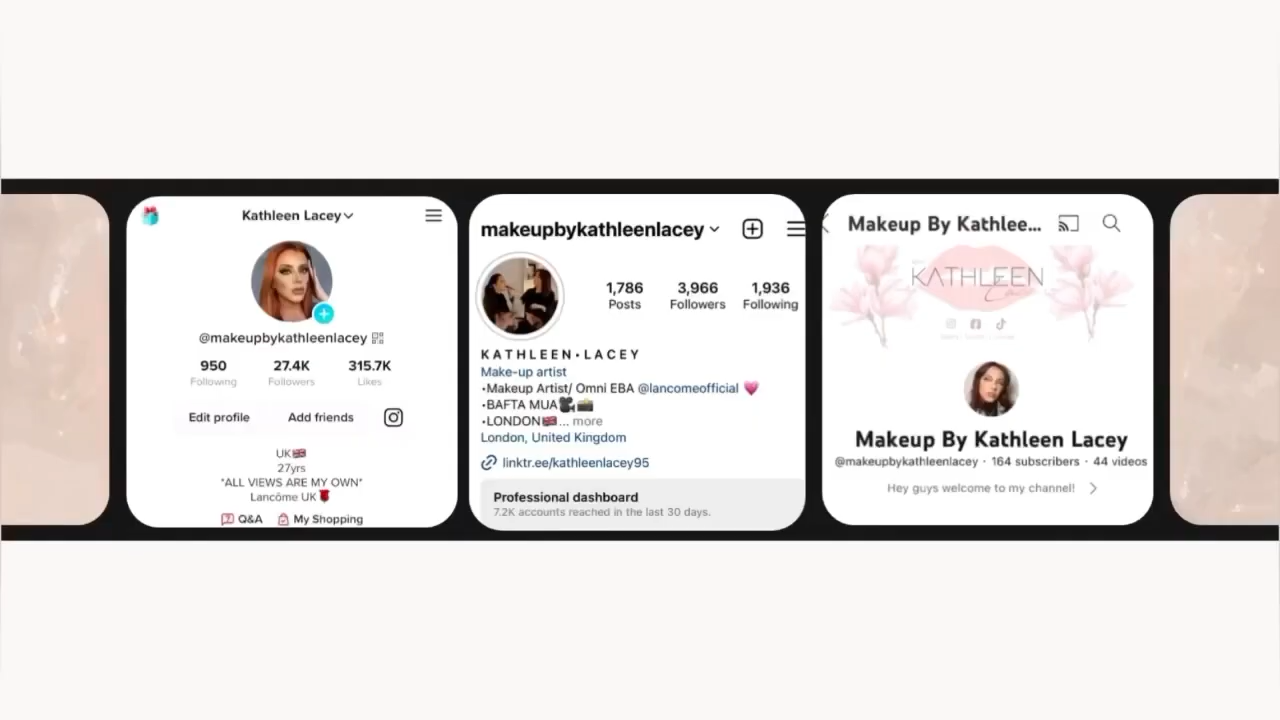 Kathleen Lacey
@makeupbykathleenlacey
950 27.4K 315.7K
Following Followers Likes
Edit profile Add friends
UK🇬🇧
27yrs
*ALL VIEWS ARE MY OWN*
Lancôme UK🌹
Q&A My Shopping
makeupbykathleenlacey
1,786 3,966 1,936
Posts Followers Following
KATHLEEN•LACEY
Make-up artist
•Makeup Artist/ Omni EBA @lancomeofficial 💗
•BAFTA MUA🎥📸
•LONDON🇬🇧... more
London, United Kingdom
linktr.ee/kathleenlacey95
Professional dashboard
7.2K accounts reached in the last 30 days.
Makeup By Kathlee...
KATHLEEN
Makeup By Kathleen Lacey
@makeupbykathleenlacey · 164 subscribers · 44 videos
Hey guys welcome to my channel!